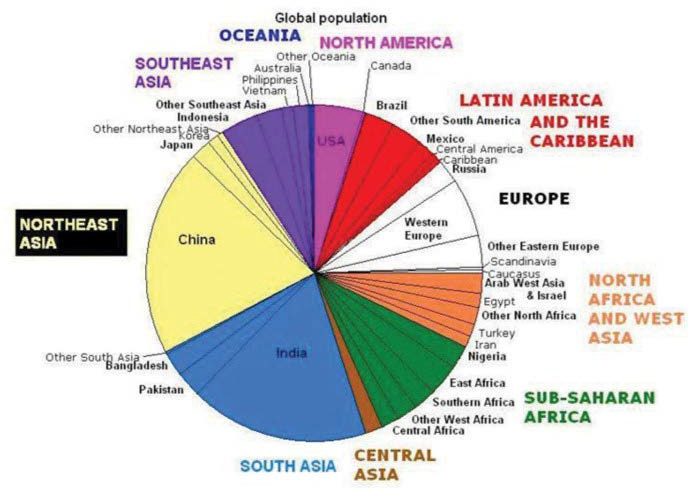 Global population
OCEANIA
NORTH AMERICA
Other Oceania
Canada
SOUTHEAST
ASIA
Australia
Philippines
Vietnam
Other Southeast Asia
Indonesia
Other Northeast Asia
Korea
Japan
USA
Brazil
LATIN AMERICA
AND THE
CARIBBEAN
Other South America
Mexico
Central America
Caribbean
Russia
EUROPE
Western
Europe
Other Eastern Europe
Scandinavia
Caucasus
NORTHEAST
ASIA
China
Arab West Asia
& Israel
Egypt
Other North Africa
Turkey
Iran
NORTH
AFRICA
AND WEST
ASIA
Nigeria
East Africa
Southern Africa
Other West Africa
Central Africa
SUB-SAHARAN
AFRICA
Other South Asia
Bangladesh
Pakistan
India
SOUTH ASIA
CENTRAL
ASIA